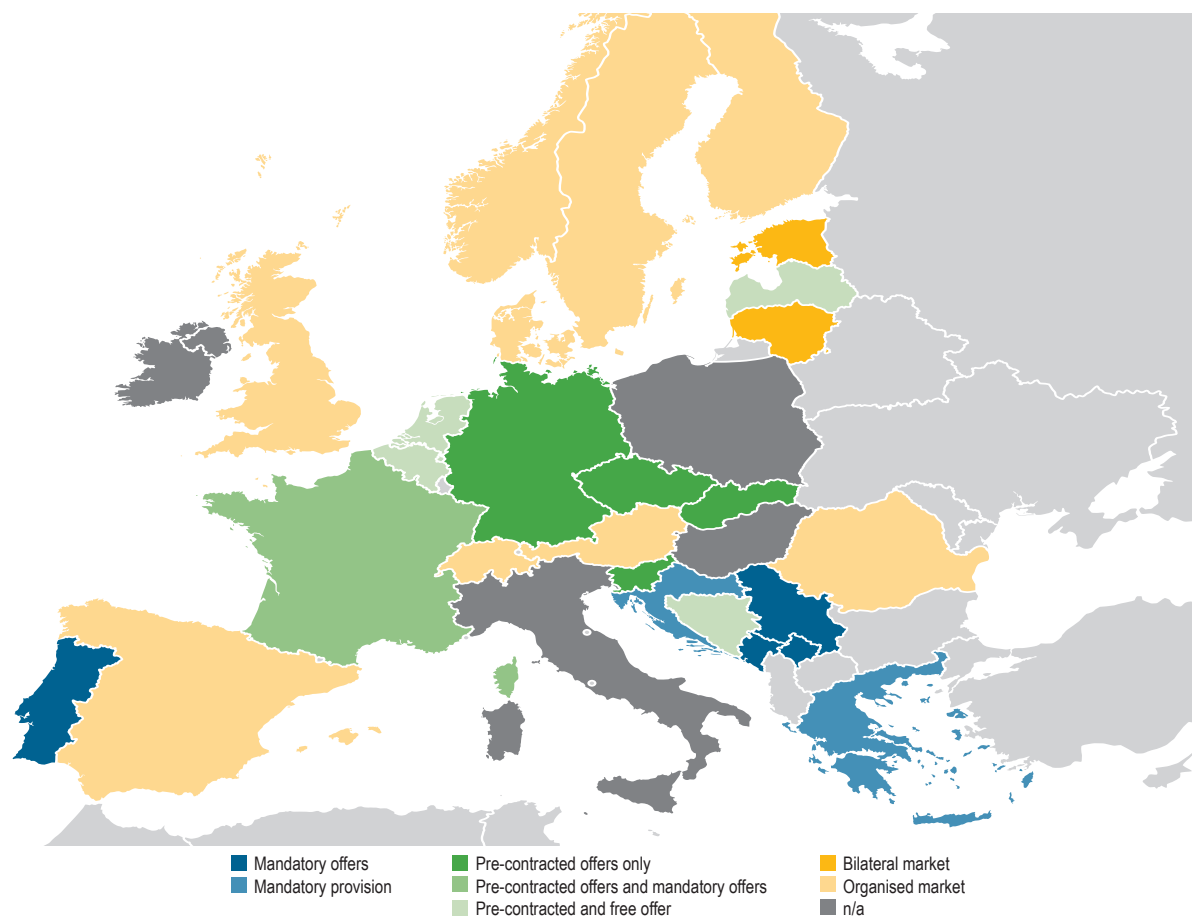 Mandatory offers
Mandatory provision
Pre-contracted offers only
Pre-contracted offers and mandatory offers
Pre-contracted and free offer
Bilateral market
Organised market
n/a